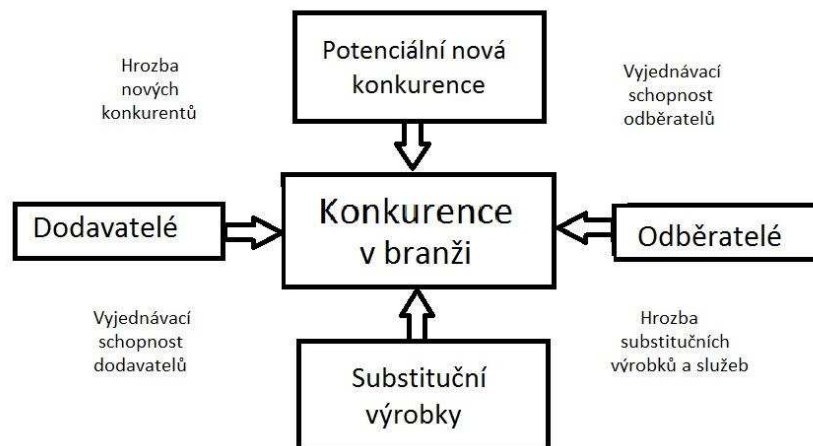 Potenciální nová
konkurence
Hrozba
nových
konkurentů
Vyjednávací
schopnost
odběratelů
Dodavatelé
Konkurence
v branži
Odběratelé
Vyjednávací
schopnost
dodavatelů
Hrozba
substitučních
výrobků a služeb
Substituční
výrobky